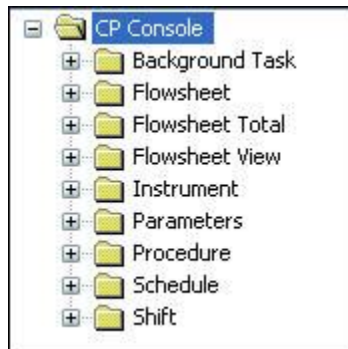 CP Console
Background Task
Flowsheet
Flowsheet Total
Flowsheet View
Instrument
Parameters
Procedure
Schedule
Shift